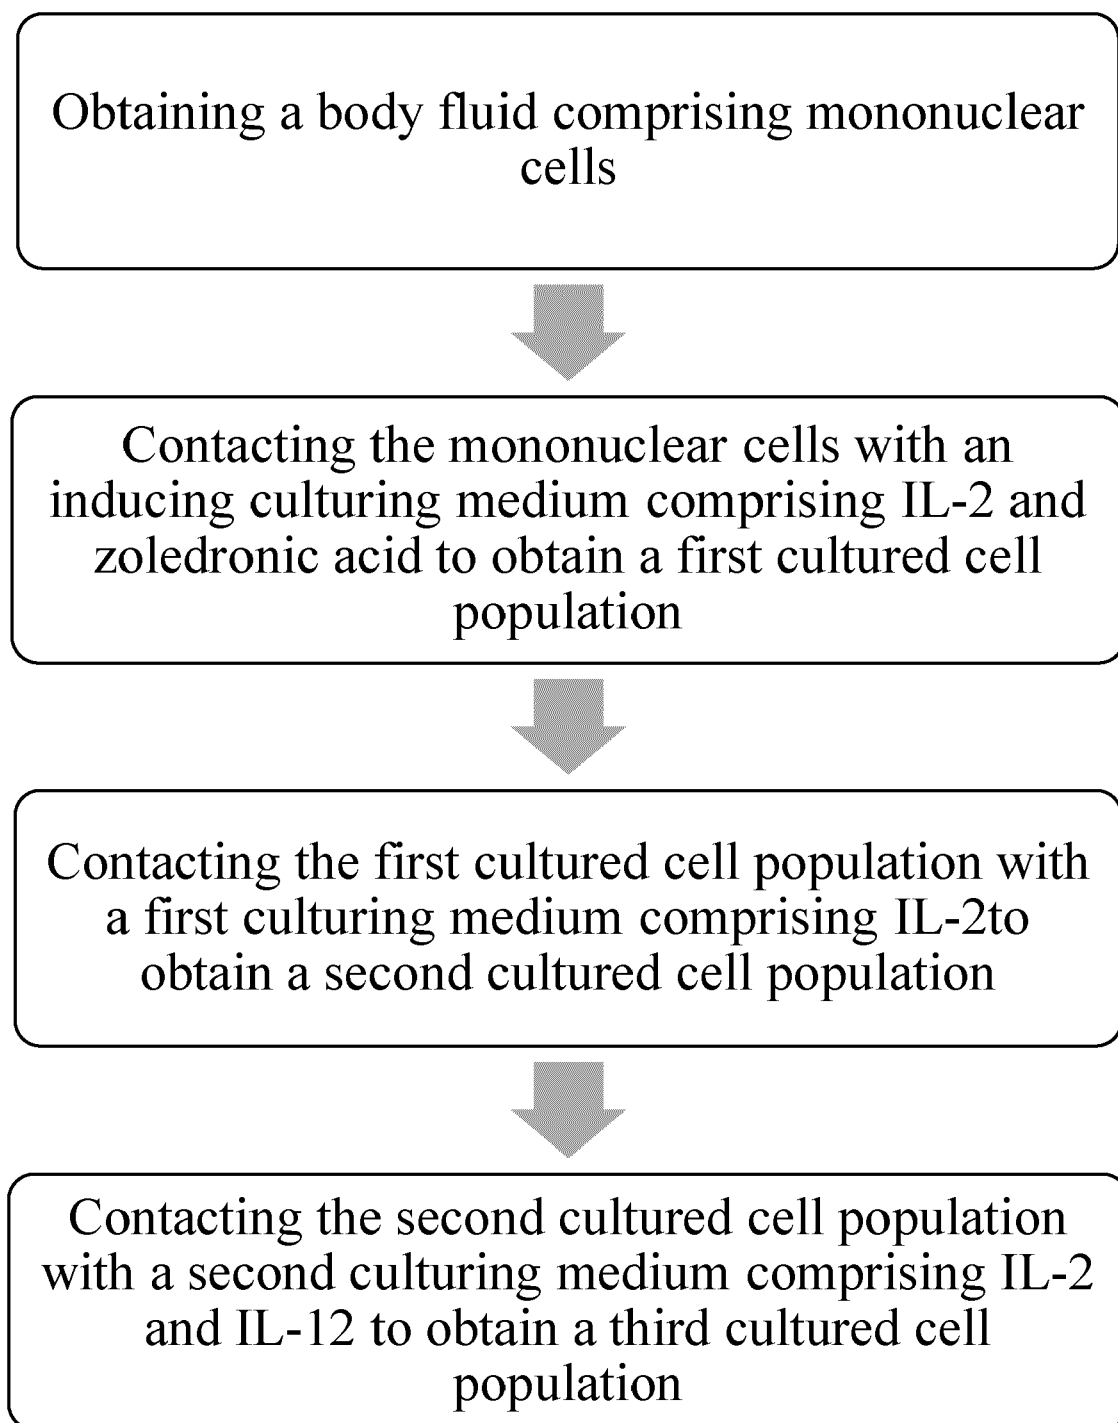 Obtaining a body fluid comprising mononuclear
cells
Contacting the mononuclear cells with an
inducing culturing medium comprising IL-2 and
zoledronic acid to obtain a first cultured cell
population
Contacting the first cultured cell population with
a first culturing medium comprising IL-2to
obtain a second cultured cell population
Contacting the second cultured cell population
with a second culturing medium comprising IL-2
and IL-12 to obtain a third cultured cell
population